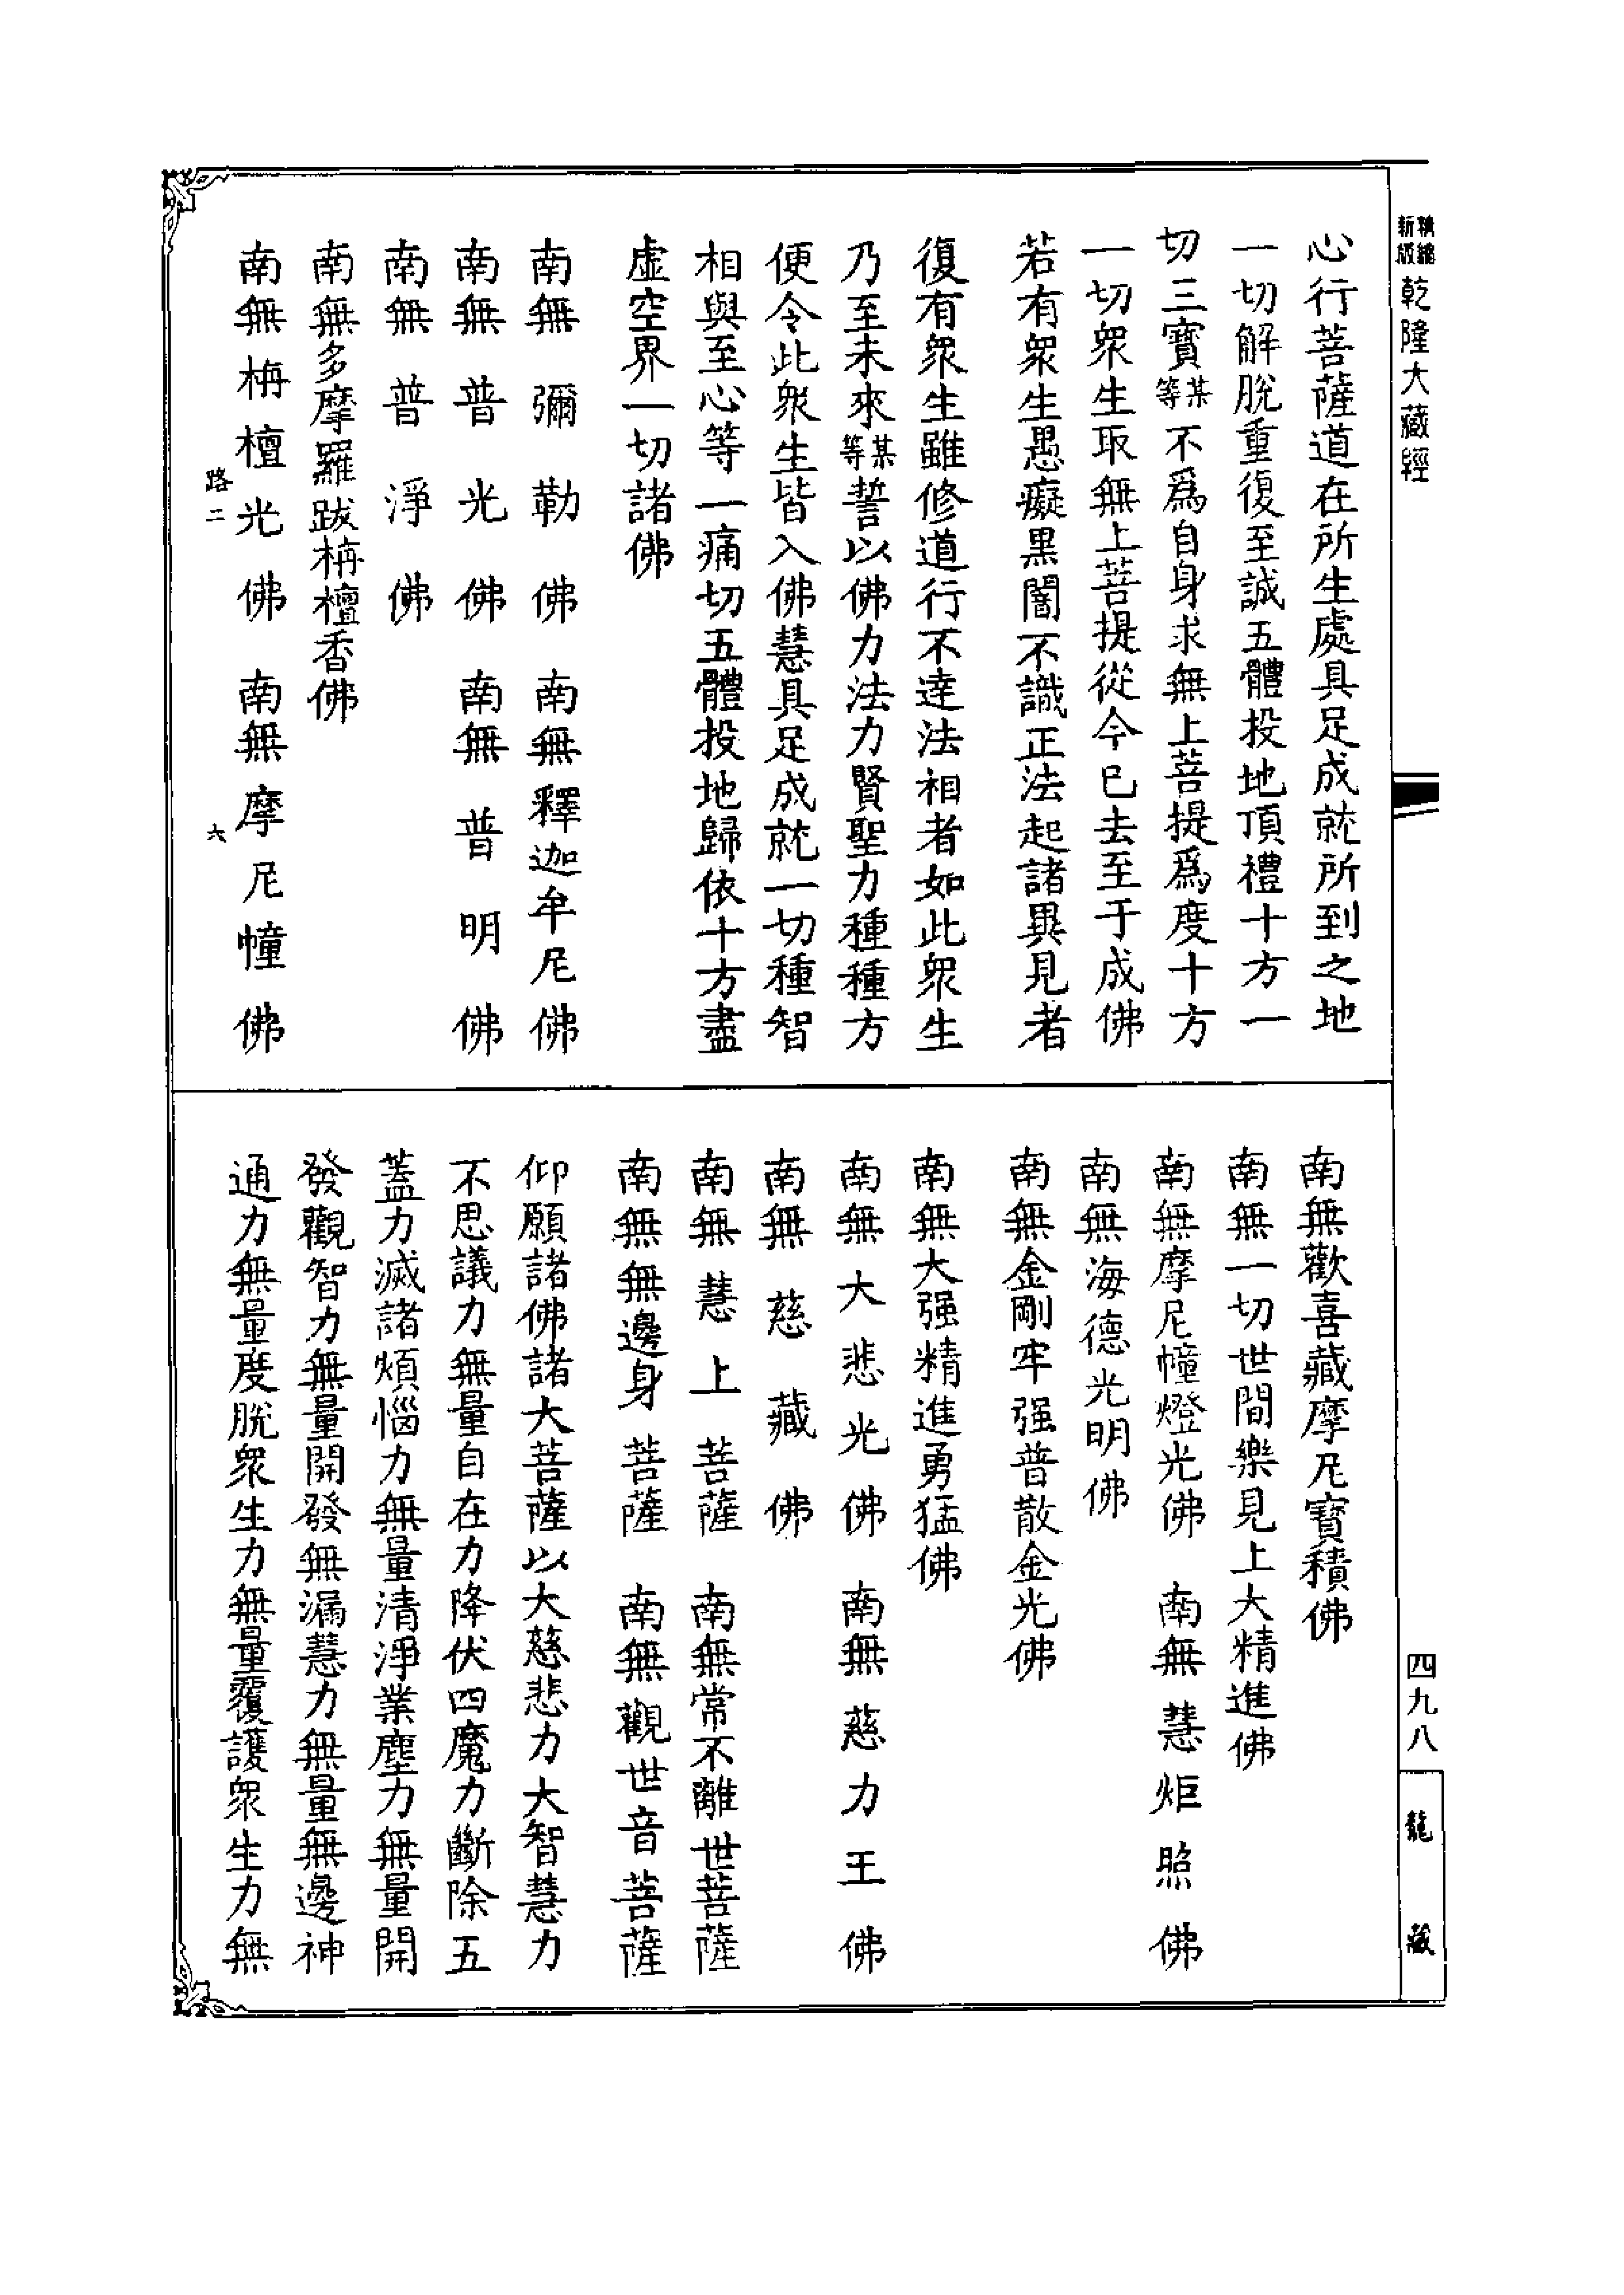 新版精縮乾隆大藏經
心行菩薩道在所生處具足成就所到之地
一切解脫重復至誠五體投地頂禮十方一
切三寶某等不爲自身求無上菩提爲度十方
一切衆生取無上菩提從今已去至于成佛
若有衆生愚癡黑闇不識正法起諸異見者
復有衆生雖修道行不達法相者如此衆生
乃至未來某等誓以佛力法力賢聖力種種方
便令此衆生皆入佛慧具足成就一切種智
相與至心等一痛切五體投地歸依十方盡
虛空界一切諸佛
南無彌勒佛 南無釋迦牟尼佛
南無普光佛 南無普明佛
南無普淨佛
南無多摩羅跋栴檀香佛
南無栴檀光佛 南無摩尼幢佛
路二 六
南無歡喜藏摩尼寶積佛
南無一切世間樂見上大精進佛
南無摩尼幢燈光佛 南無慧炬照佛
南無海德光明佛
南無金剛牢强普散金光佛
南無大强精進勇猛佛
南無大悲光佛 南無慈力王佛
南無慈藏佛
南無慧上菩薩 南無常不離世菩薩
南無無邊身菩薩 南無觀世音菩薩
仰願諸佛諸大菩薩以大慈悲力大智慧力
不思議力無量自在力降伏四魔力斷除五
蓋力滅諸煩惱力無量清淨業塵力無量開
發觀智力無量開發無漏慧力無量無邊神
通力無量度脫衆生力無量覆護衆生力無
四九八
龍藏